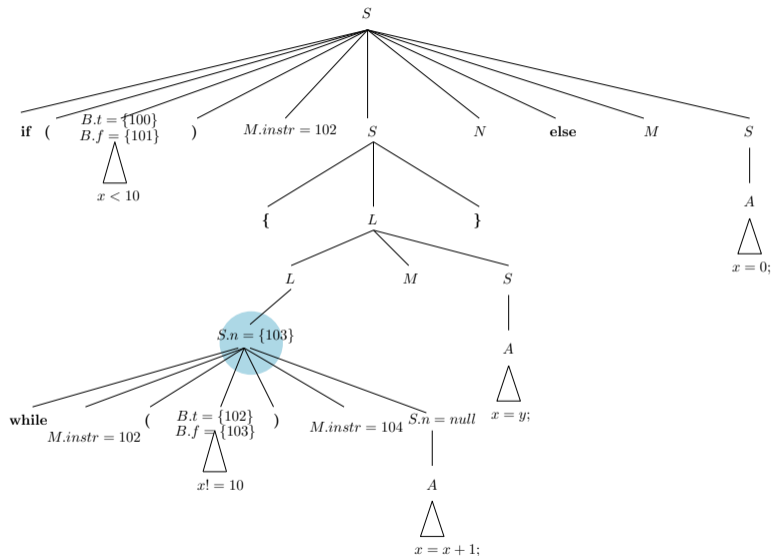 S
if ( B.t = {100} ) M.instr = 102 S N else M S
B.f = {101}
x < 10
A
x = 0;
{ L }
L M S
S.n = {103}
A
x = y;
while M.instr = 102 ( B.t = {102} ) M.instr = 104 S.n = null
B.f = {103}
x! = 10
A
x = x + 1;